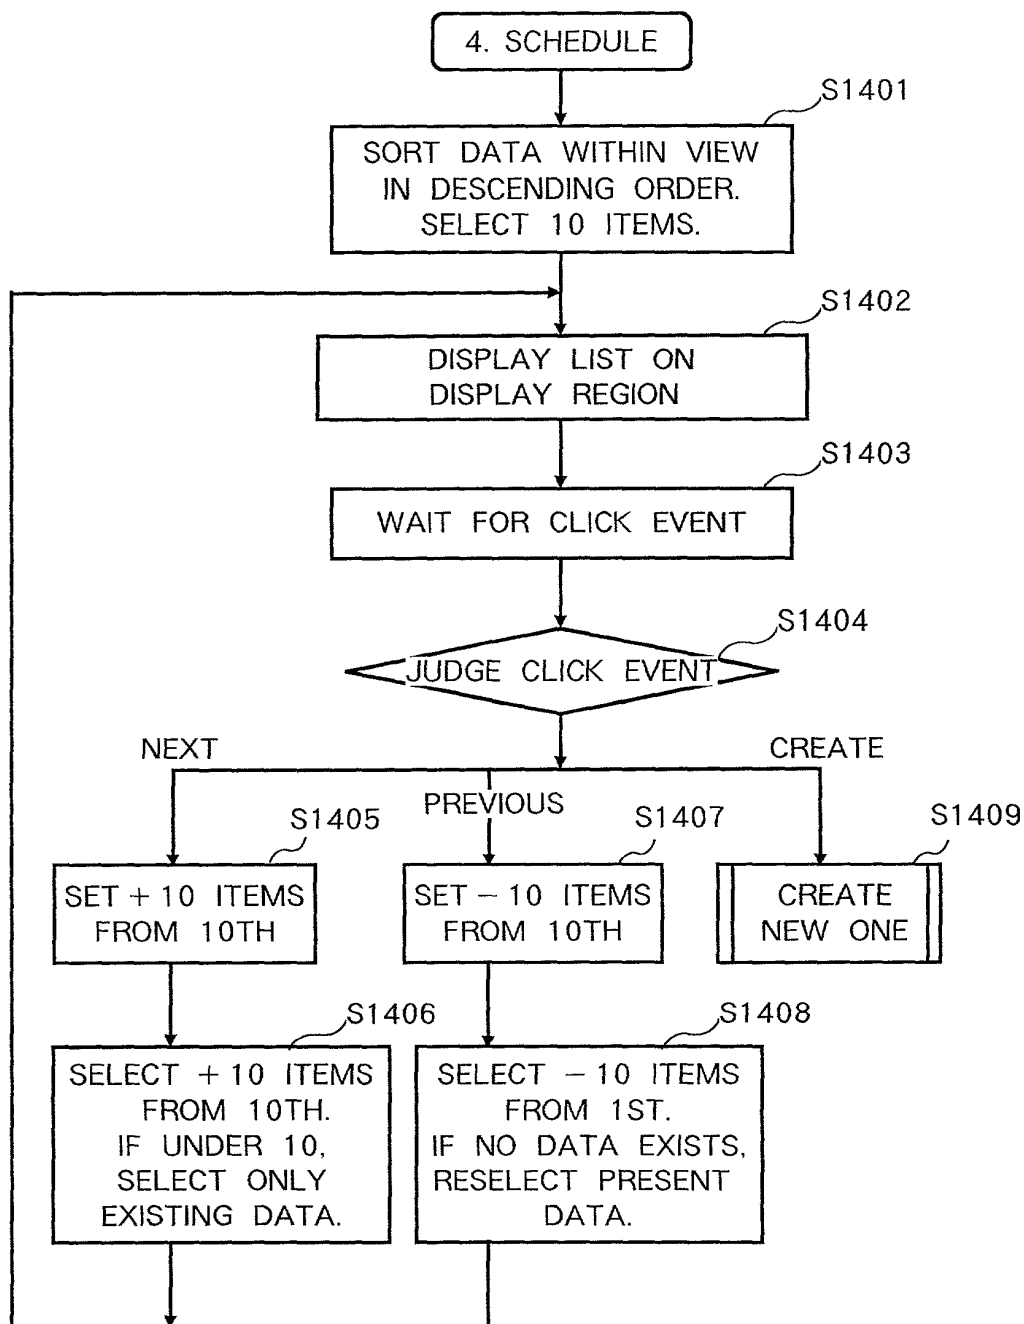 4. SCHEDULE
S1401
SORT DATA WITHIN VIEW
IN DESCENDING ORDER.
SELECT 10 ITEMS.
S1402
DISPLAY LIST ON
DISPLAY REGION
S1403
WAIT FOR CLICK EVENT
S1404
JUDGE CLICK EVENT
NEXT
PREVIOUS
CREATE
S1405
SET + 10 ITEMS
FROM 10TH
S1407
SET - 10 ITEMS
FROM 10TH
S1409
CREATE
NEW ONE
S1406
SELECT + 10 ITEMS
FROM 10TH.
IF UNDER 10,
SELECT ONLY
EXISTING DATA.
S1408
SELECT - 10 ITEMS
FROM 1ST.
IF NO DATA EXISTS,
RESELECT PRESENT
DATA.